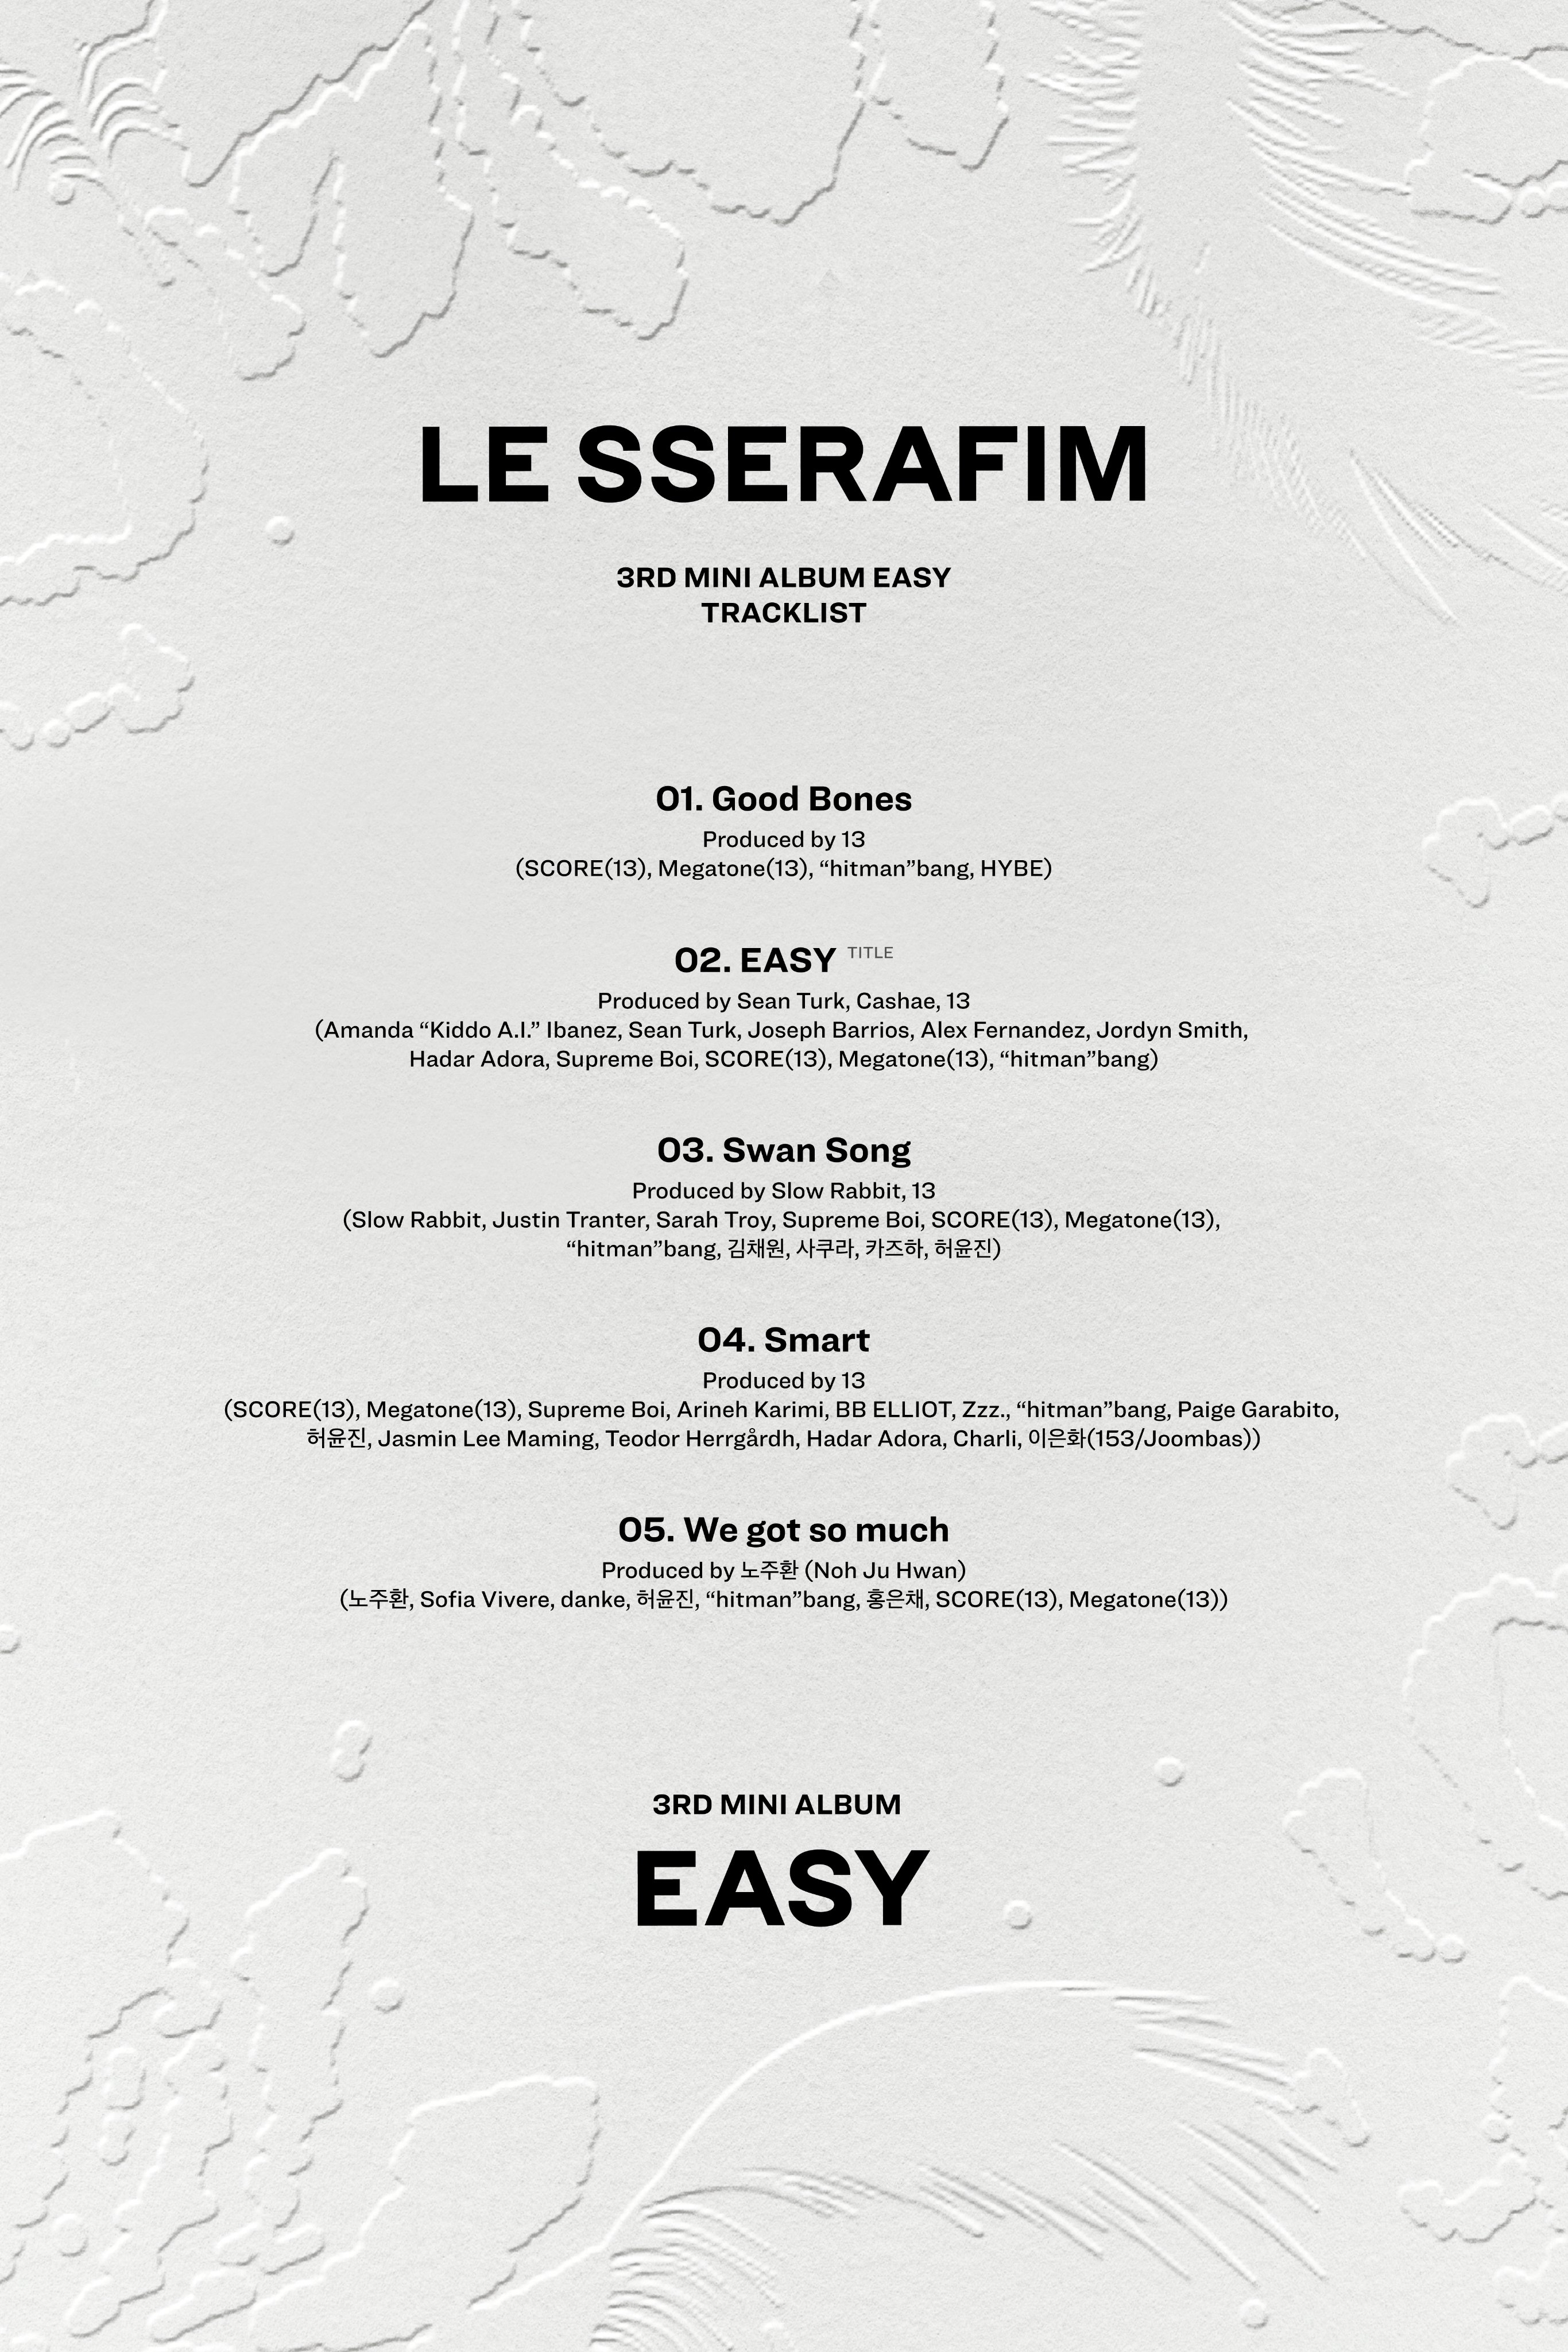 LE SSERAFIM
3RD MINI ALBUM EASY
TRACKLIST
01. Good Bones
Produced by 13
(SCORE(13), Megatone(13), “hitman”bang, HYBE)
02. EASY TITLE
Produced by Sean Turk, Cashae, 13
(Amanda “Kiddo A.I.” Ibanez, Sean Turk, Joseph Barrios, Alex Fernandez, Jordyn Smith,
Hadar Adora, Supreme Boi, SCORE(13), Megatone(13), “hitman”bang)
03. Swan Song
Produced by Slow Rabbit, 13
(Slow Rabbit, Justin Tranter, Sarah Troy, Supreme Boi, SCORE(13), Megatone(13),
“hitman”bang, 김채원, 사쿠라, 카즈하, 허윤진)
04. Smart
Produced by 13
(SCORE(13), Megatone(13), Supreme Boi, Arineh Karimi, BB ELLIOT, Zzz., “hitman”bang, Paige Garabito,
허윤진, Jasmin Lee Maming, Teodor Herrgårdh, Hadar Adora, Charli, 이은화(153/Joombas))
05. We got so much
Produced by 노주환 (Noh Ju Hwan)
(노주환, Sofia Vivere, danke, 허윤진, “hitman”bang, 홍은채, SCORE(13), Megatone(13))
3RD MINI ALBUM
EASY